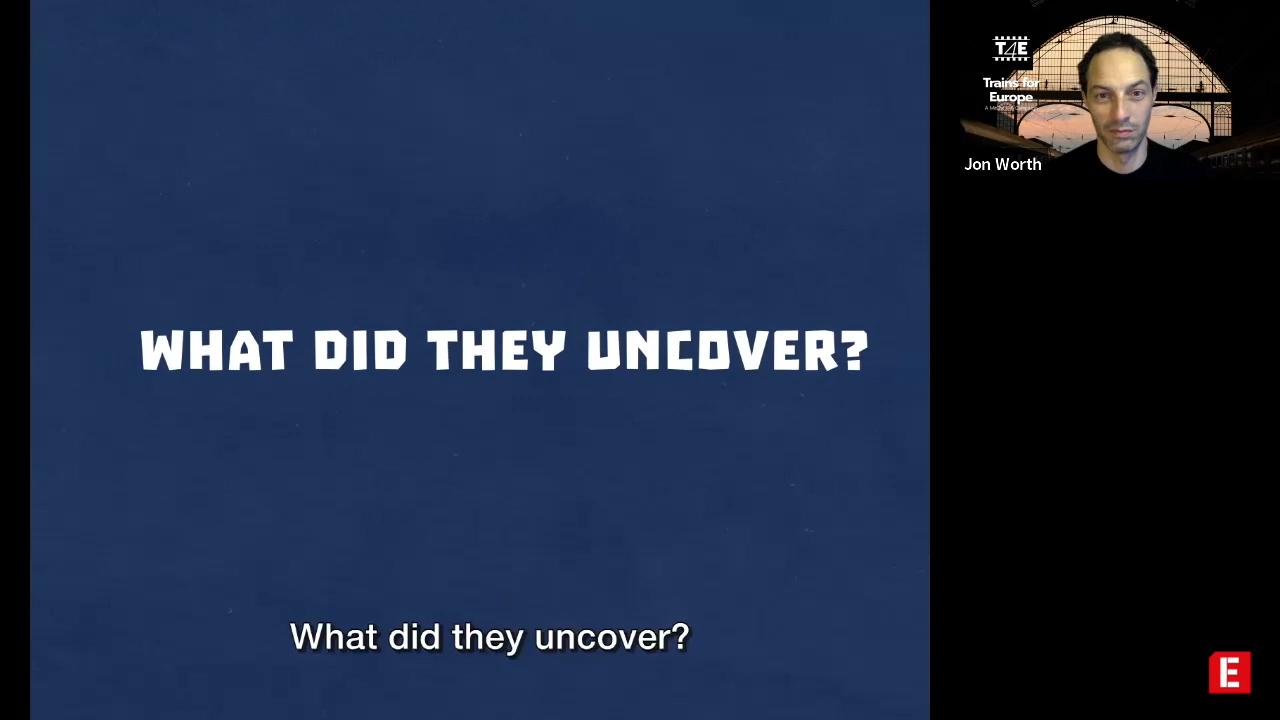 WHAT DID THEY UNCOVER?
What did they uncover?
T4E
Trains for
Europe
Jon Worth
E